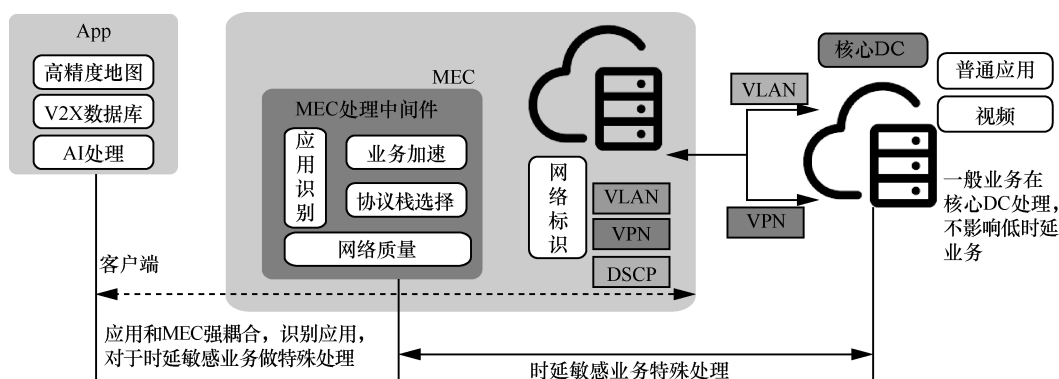 App
高精度地图
V2X数据库
AI处理
客户端
MEC
MEC处理中间件
应用识别
业务加速
协议栈选择
网络质量
网络标识
VLAN
VPN
DSCP
VLAN
VPN
核心DC
普通应用
视频
一般业务在
核心DC处理，
不影响低时延
业务
应用和MEC强耦合，识别应用，
对于时延敏感业务做特殊处理
时延敏感业务特殊处理